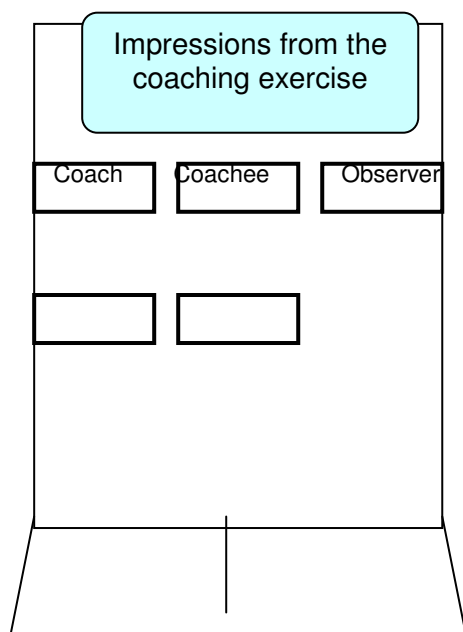 Impressions from the
coaching exercise
Coach Coachee Observer